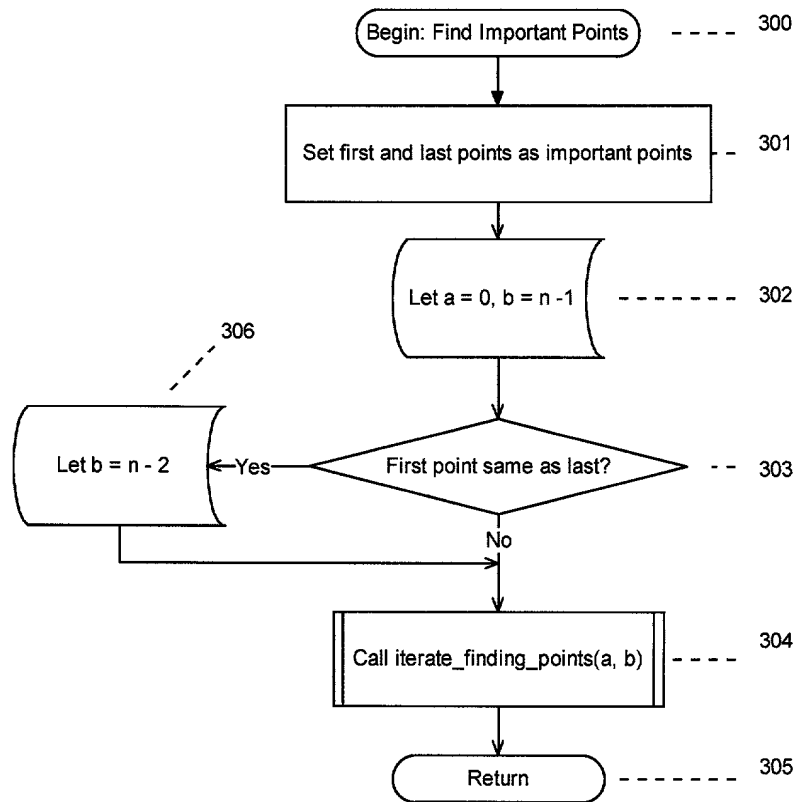 Begin: Find Important Points
300
Set first and last points as important points
301
Let a = 0, b = n -1
302
306
Let b = n - 2
Yes
First point same as last?
303
No
Call iterate_finding_points(a, b)
304
Return
305